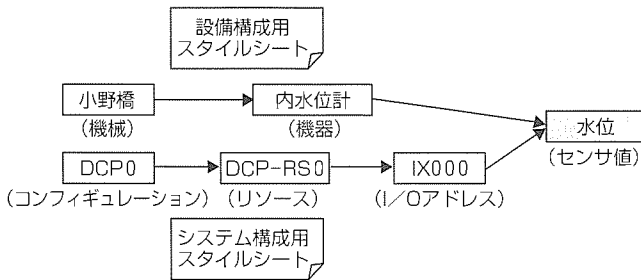 設備構成用
スタイルシート
小野橋
(機械)
内水位計
(機器)
水位
(センサ値)
DCP0
(コンフィギュレーション)
DCP-RS0
(リソース)
IX000
(I/Oアドレス)
システム構成用
スタイルシート